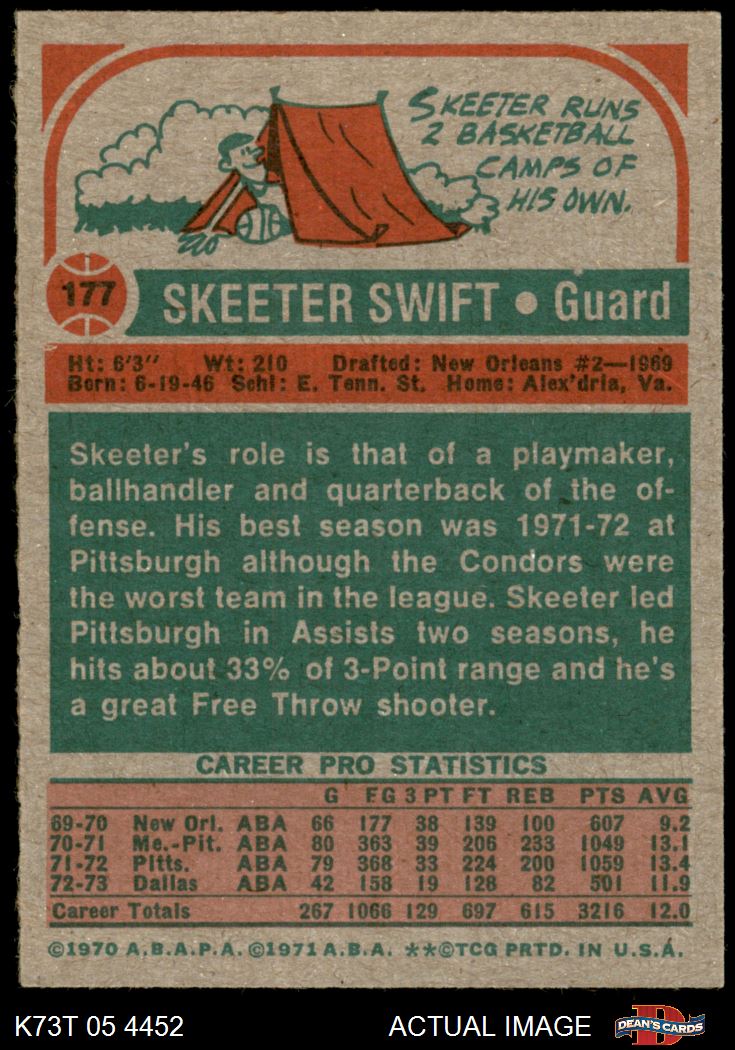 SKEETER RUNS
2 BASKETBALL
CAMPS OF
HIS OWN.
177 SKEETER SWIFT • Guard
Ht: 6'3" Wt: 210 Drafted: New Orleans #2—1969
Born: 6-19-46 Schl: E. Tenn. St. Home: Alex'dria, Va.
Skeeter's role is that of a playmaker,
ballhandler and quarterback of the of-
fense. His best season was 1971-72 at
Pittsburgh although the Condors were
the worst team in the league. Skeeter led
Pittsburgh in Assists two seasons, he
hits about 33% of 3-Point range and he's
a great Free Throw shooter.
CAREER PRO STATISTICS
G FG 3 PT FT REB PTS AVG
69-70 New Orl. ABA 66 177 38 139 100 607 9.2
70-71 Me.-Pit. ABA 80 363 39 206 233 1049 13.1
71-72 Pitts. ABA 79 368 33 224 200 1059 13.4
72-73 Dallas ABA 42 158 19 128 82 501 11.9
Career Totals 267 1066 129 697 615 3216 12.0
©1970 A.B.A.P.A. ©1971 A.B.A. **©TCG PRTD. IN U.S.A.
K73T 05 4452 ACTUAL IMAGE D DEAN'S CARDS